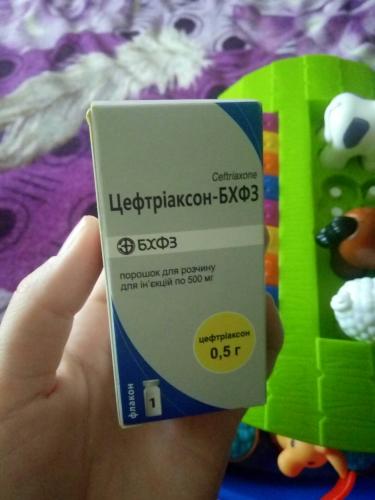 Ceftriaxone
Цефтріаксон-БХФЗ
БХФЗ
порошок для розчину
для ін'єкцій по 500 мг
цефтріаксон
0,5 г
флакон
1